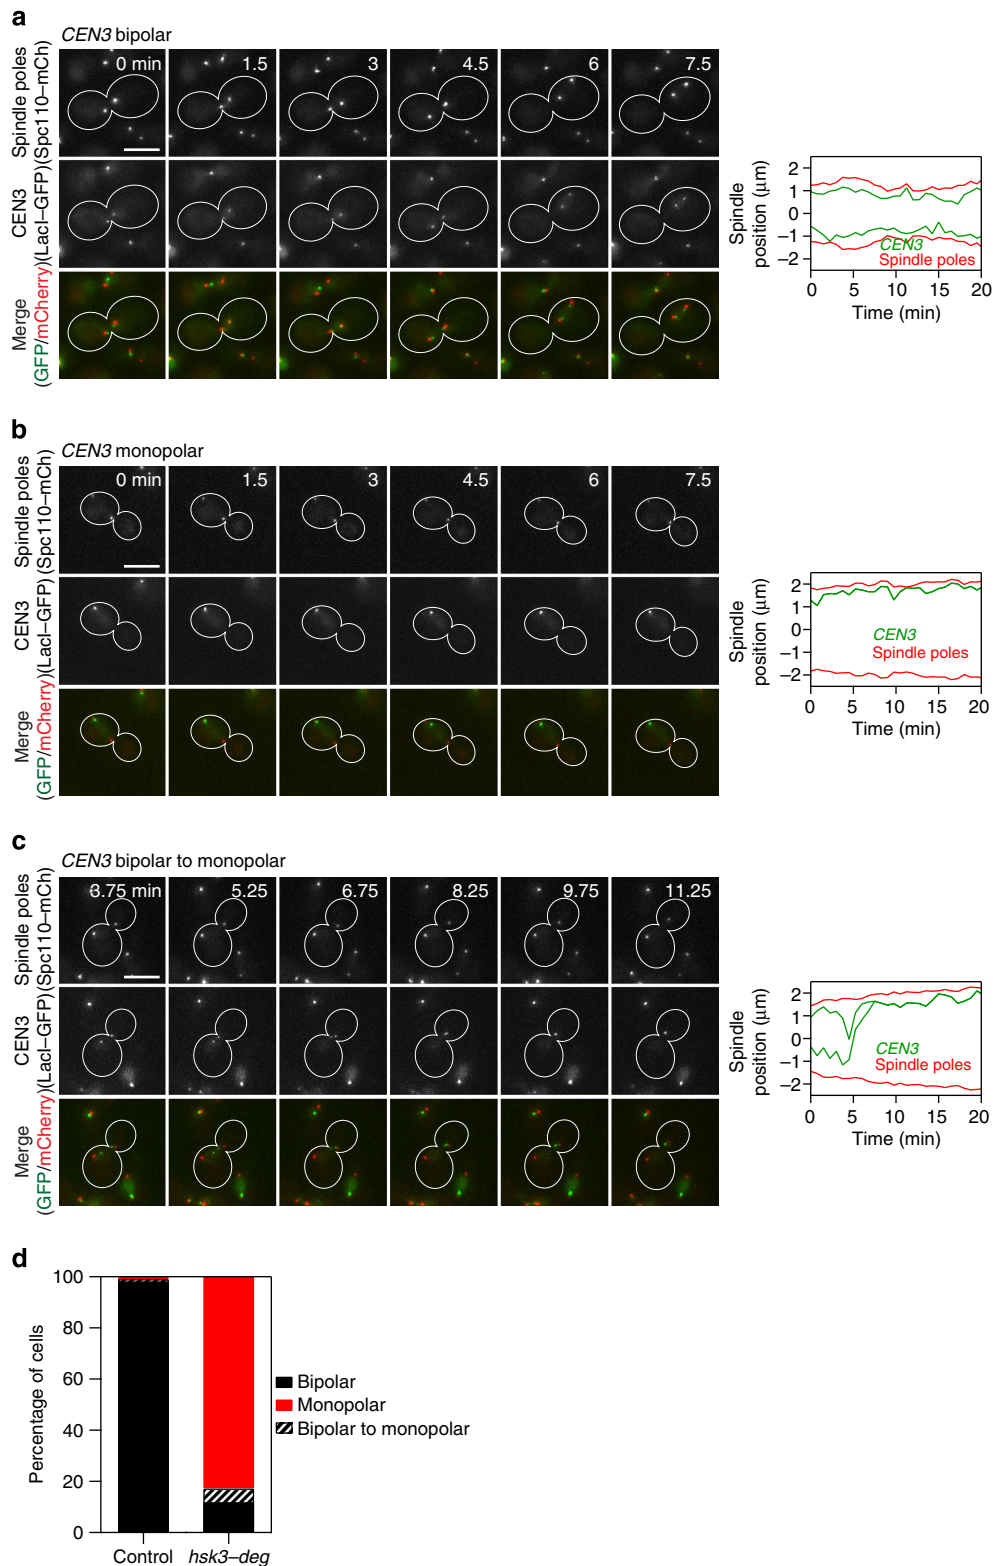 a
CEN3 bipolar
Spindle poles
(Spc110–mCh)
0 min
1.5
3
4.5
6
7.5
CEN3
(LacI–GFP)
Merge
(GFP/mCherry)
Spindle
position (μm)
2
1
0
–1
–2
CEN3
Spindle poles
0
5
10
15
20
Time (min)
b
CEN3 monopolar
Spindle poles
(Spc110–mCh)
0 min
1.5
3
4.5
6
7.5
CEN3
(LacI–GFP)
Merge
(GFP/mCherry)
Spindle
position (μm)
2
1
0
–1
–2
CEN3
Spindle poles
0
5
10
15
20
Time (min)
c
CEN3 bipolar to monopolar
Spindle poles
(Spc110–mCh)
3.75 min
5.25
6.75
8.25
9.75
11.25
CEN3
(LacI–GFP)
Merge
(GFP/mCherry)
Spindle
position (μm)
2
1
0
–1
–2
CEN3
Spindle poles
0
5
10
15
20
Time (min)
d
Percentage of cells
100
80
60
40
20
0
Control
hsk3–deg
Bipolar
Monopolar
Bipolar to monopolar